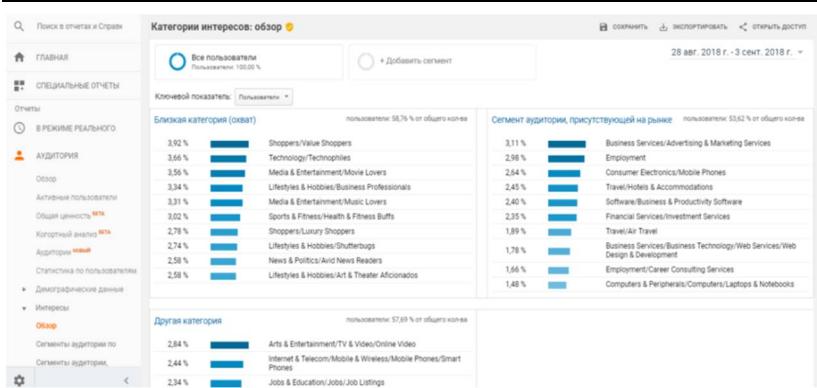 Поиск в отчетах и Справк
Категории интересов: обзор
СОХРАНИТЬ
ЭКСПОРТИРОВАТЬ
ОТКРЫТЬ ДОСТУП
ГЛАВНАЯ
СПЕЦИАЛЬНЫЕ ОТЧЕТЫ
Отчеты
В РЕЖИМЕ РЕАЛЬНОГО
АУДИТОРИЯ
Обзор
Активные пользователи
Общая ценность БЕТА
Когортный анализ БЕТА
Аудитории НОВЫЙ
Статистика по пользователям
Демографические данные
Интересы
Обзор
Сегменты аудитории по
Сегменты аудитории,
Все пользователи
Пользователи: 100,00 %
+ Добавить сегмент
28 авг. 2018 г. - 3 сент. 2018 г.
Ключевой показатель: Пользователи
Близкая категория (охват)
пользователи: 58,76 % от общего кол-ва
3,92 % Shoppers/Value Shoppers
3,66 % Technology/Technophiles
3,56 % Media & Entertainment/Movie Lovers
3,34 % Lifestyles & Hobbies/Business Professionals
3,31 % Media & Entertainment/Music Lovers
3,02 % Sports & Fitness/Health & Fitness Buffs
2,78 % Shoppers/Luxury Shoppers
2,74 % Lifestyles & Hobbies/Shutterbugs
2,58 % News & Politics/Avid News Readers
2,58 % Lifestyles & Hobbies/Art & Theater Aficionados
Сегмент аудитории, присутствующей на рынке
пользователи: 53,62 % от общего кол-ва
3,11 % Business Services/Advertising & Marketing Services
2,98 % Employment
2,64 % Consumer Electronics/Mobile Phones
2,45 % Travel/Hotels & Accommodations
2,40 % Software/Business & Productivity Software
2,35 % Financial Services/Investment Services
1,89 % Travel/Air Travel
1,78 % Business Services/Business Technology/Web Services/Web
Design & Development
1,66 % Employment/Career Consulting Services
1,48 % Computers & Peripherals/Computers/Laptops & Notebooks
Другая категория
пользователи: 57,69 % от общего кол-ва
2,84 % Arts & Entertainment/TV & Video/Online Video
2,44 % Internet & Telecom/Mobile & Wireless/Mobile Phones/Smart
Phones
2,34 % Jobs & Education/Jobs/Job Listings